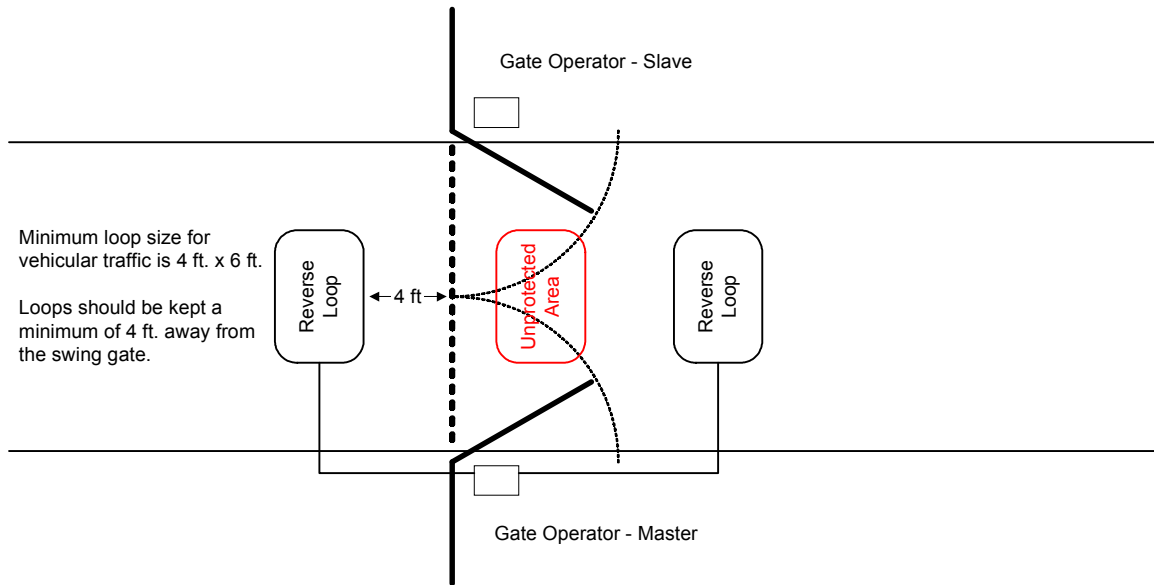 Gate Operator - Slave
Minimum loop size for
vehicular traffic is 4 ft. x 6 ft.
Loops should be kept a
minimum of 4 ft. away from
the swing gate.
Reverse
Loop
4 ft
Unprotected
Area
Reverse
Loop
Gate Operator - Master